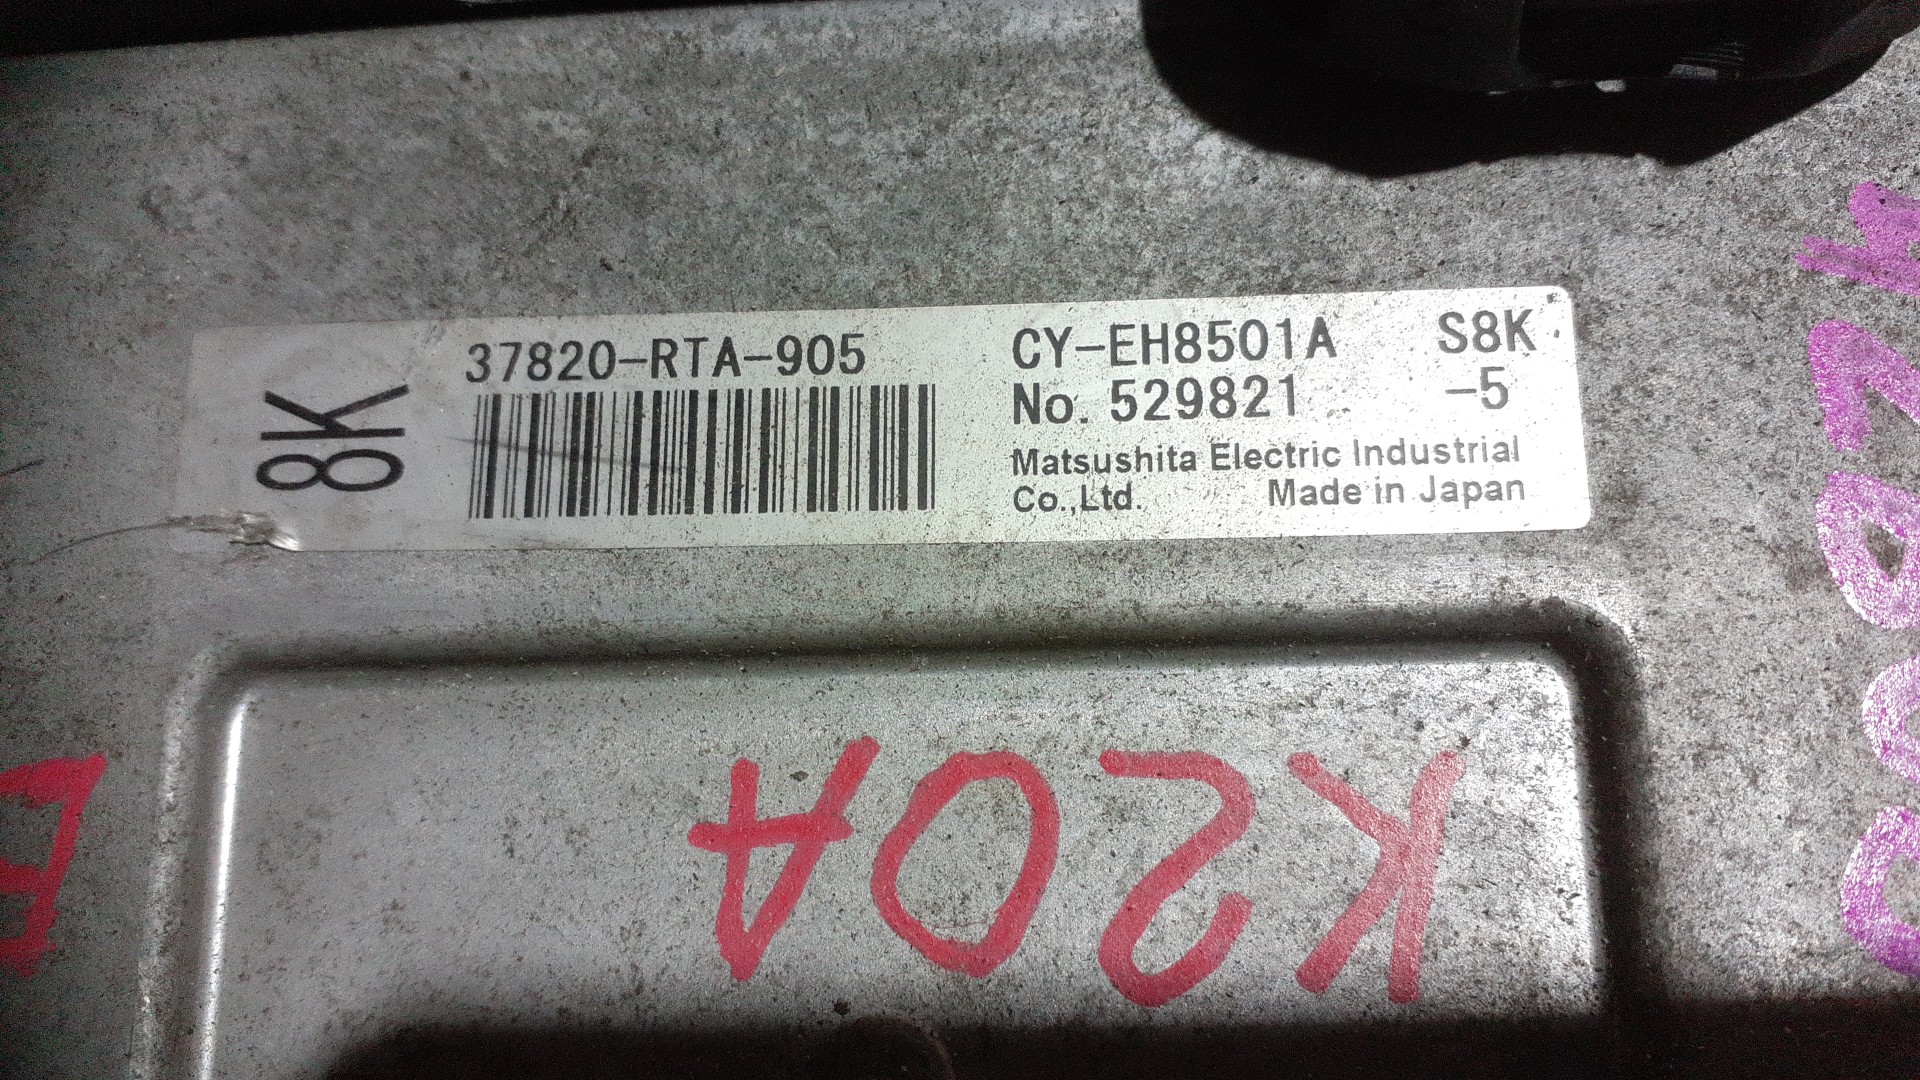 8K
37820-RTA-905
CY-EH8501A S8K
No. 529821 -5
Matsushita Electric Industrial
Co.,Ltd. Made in Japan
K20A